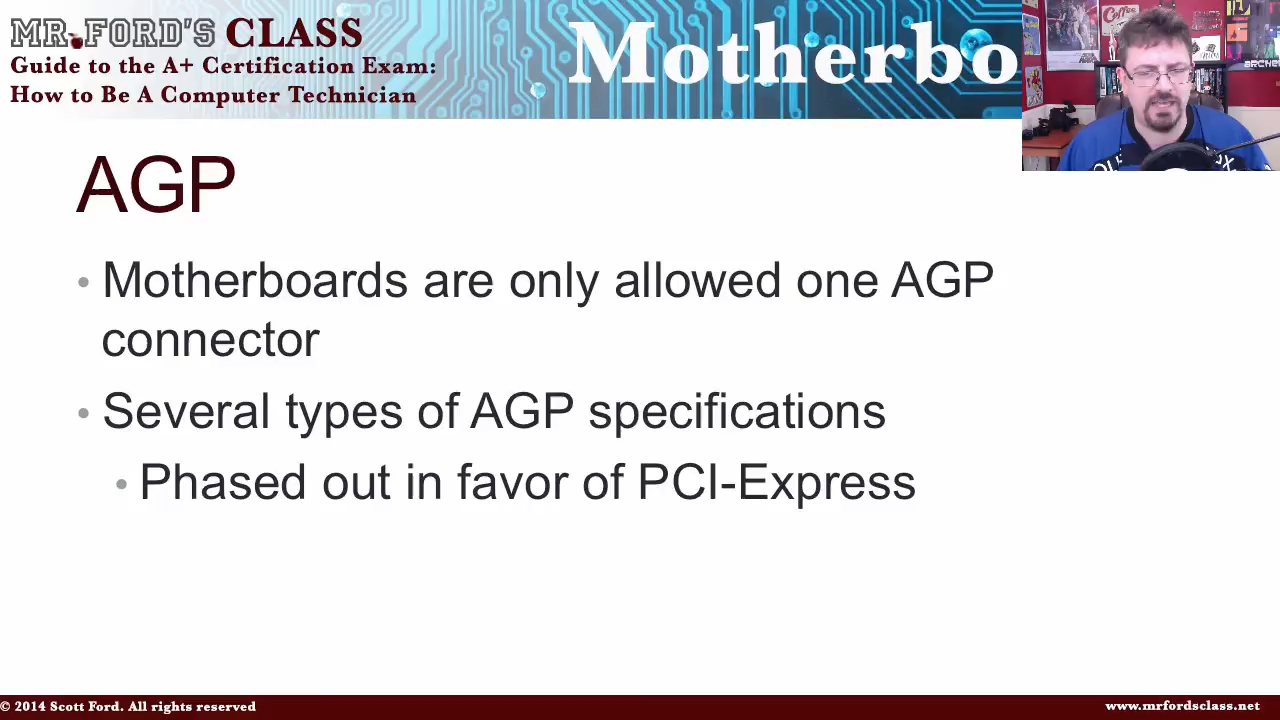 MR. FORD'S CLASS
Guide to the A+ Certification Exam:
How to Be A Computer Technician
Motherbo
Coffee
ARCHER
AGP
• Motherboards are only allowed one AGP
connector
• Several types of AGP specifications
• Phased out in favor of PCI-Express
© 2014 Scott Ford. All rights reserved
www.mrfordsclass.net